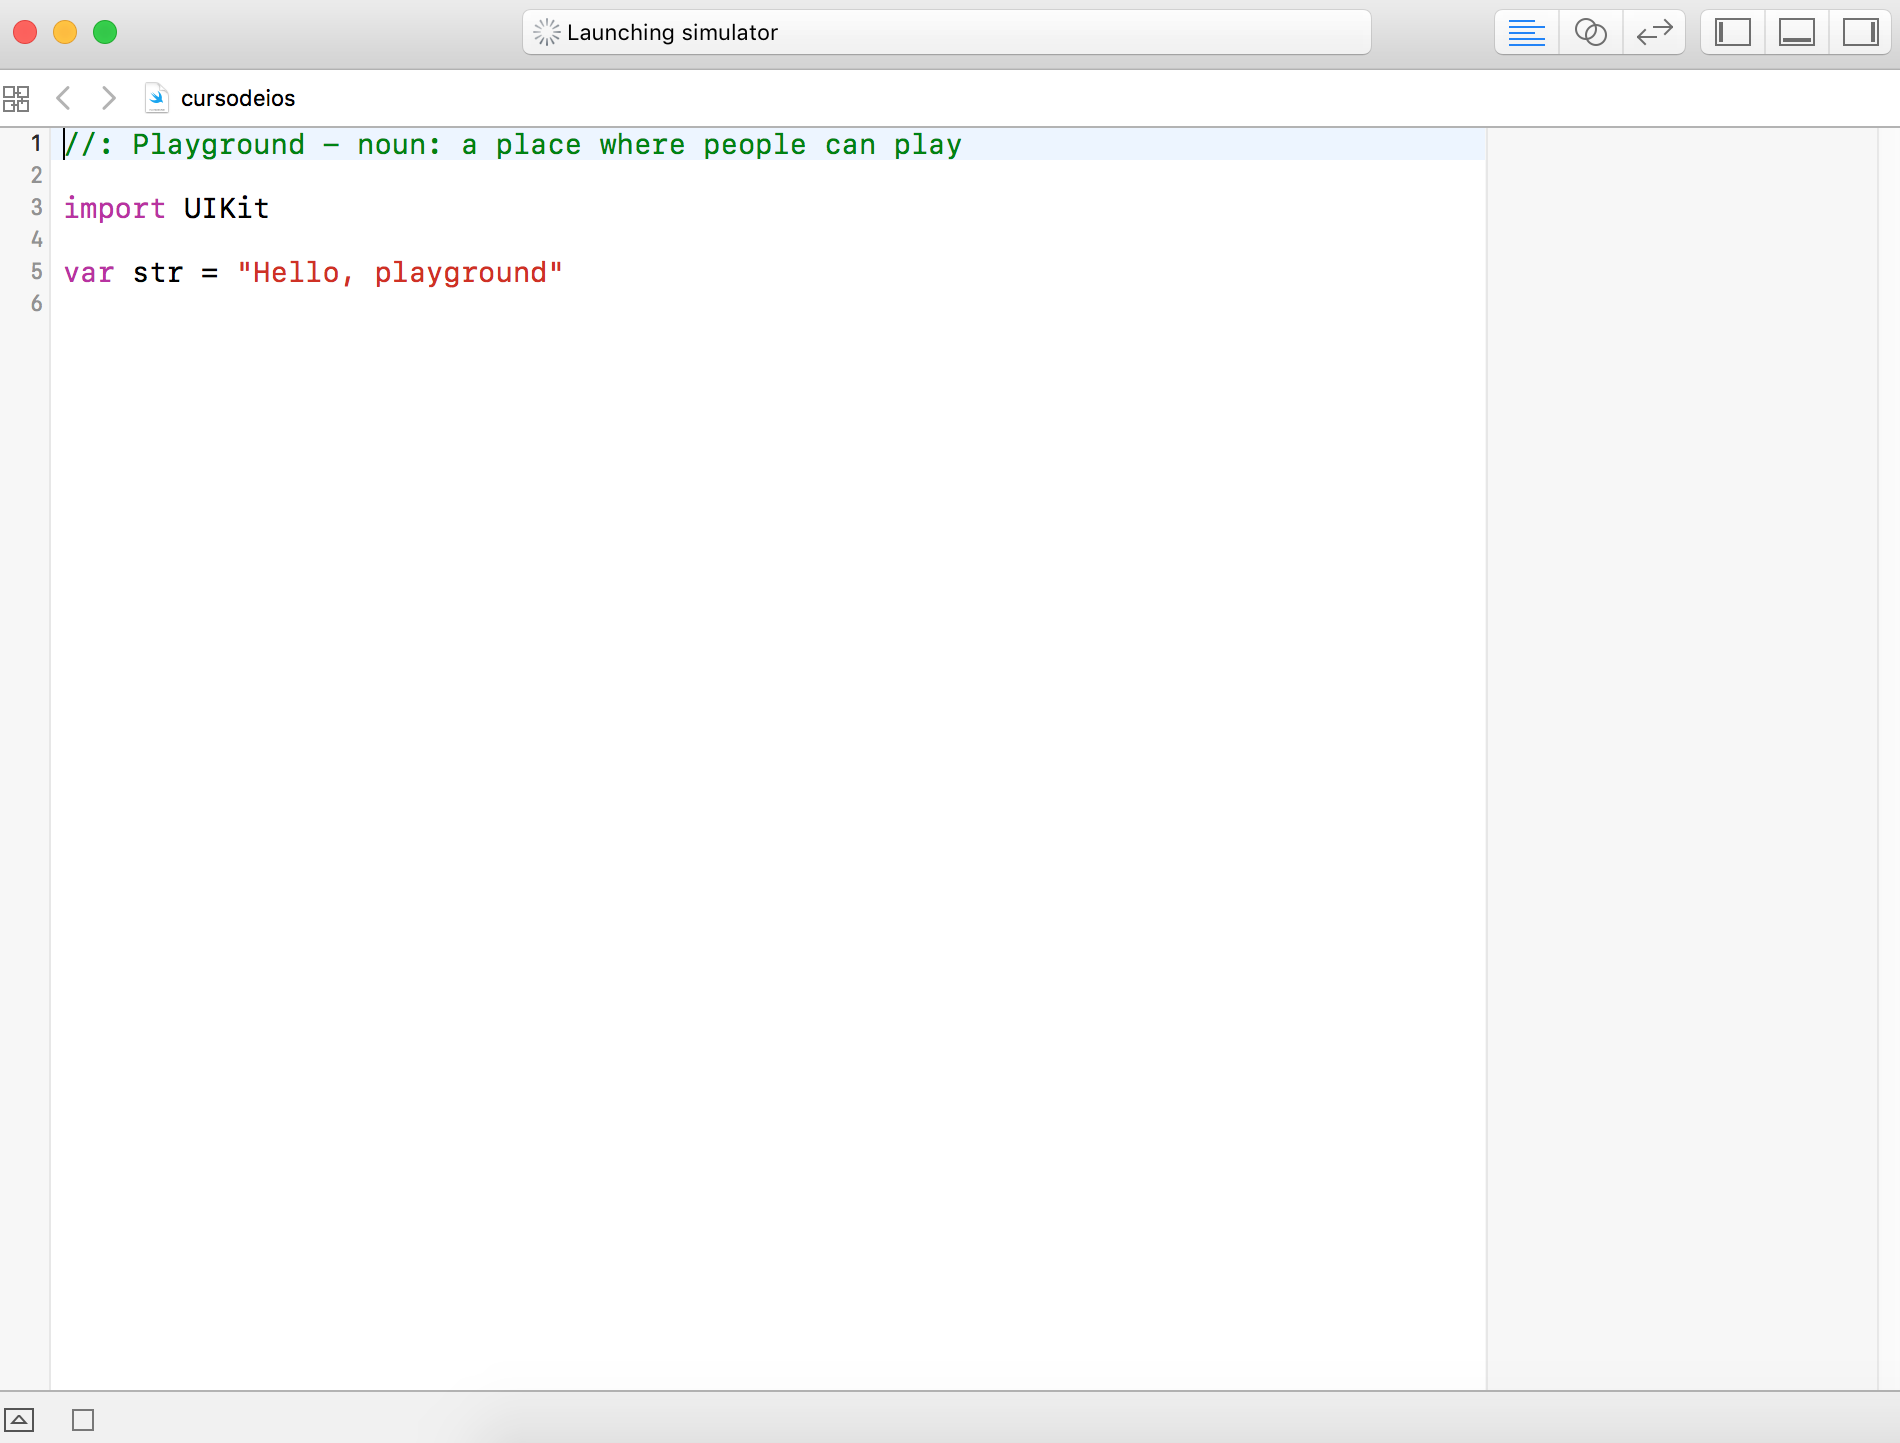 Launching simulator
cursodeios
1 //: Playground - noun: a place where people can play
2
3 import UIKit
4
5 var str = "Hello, playground"
6